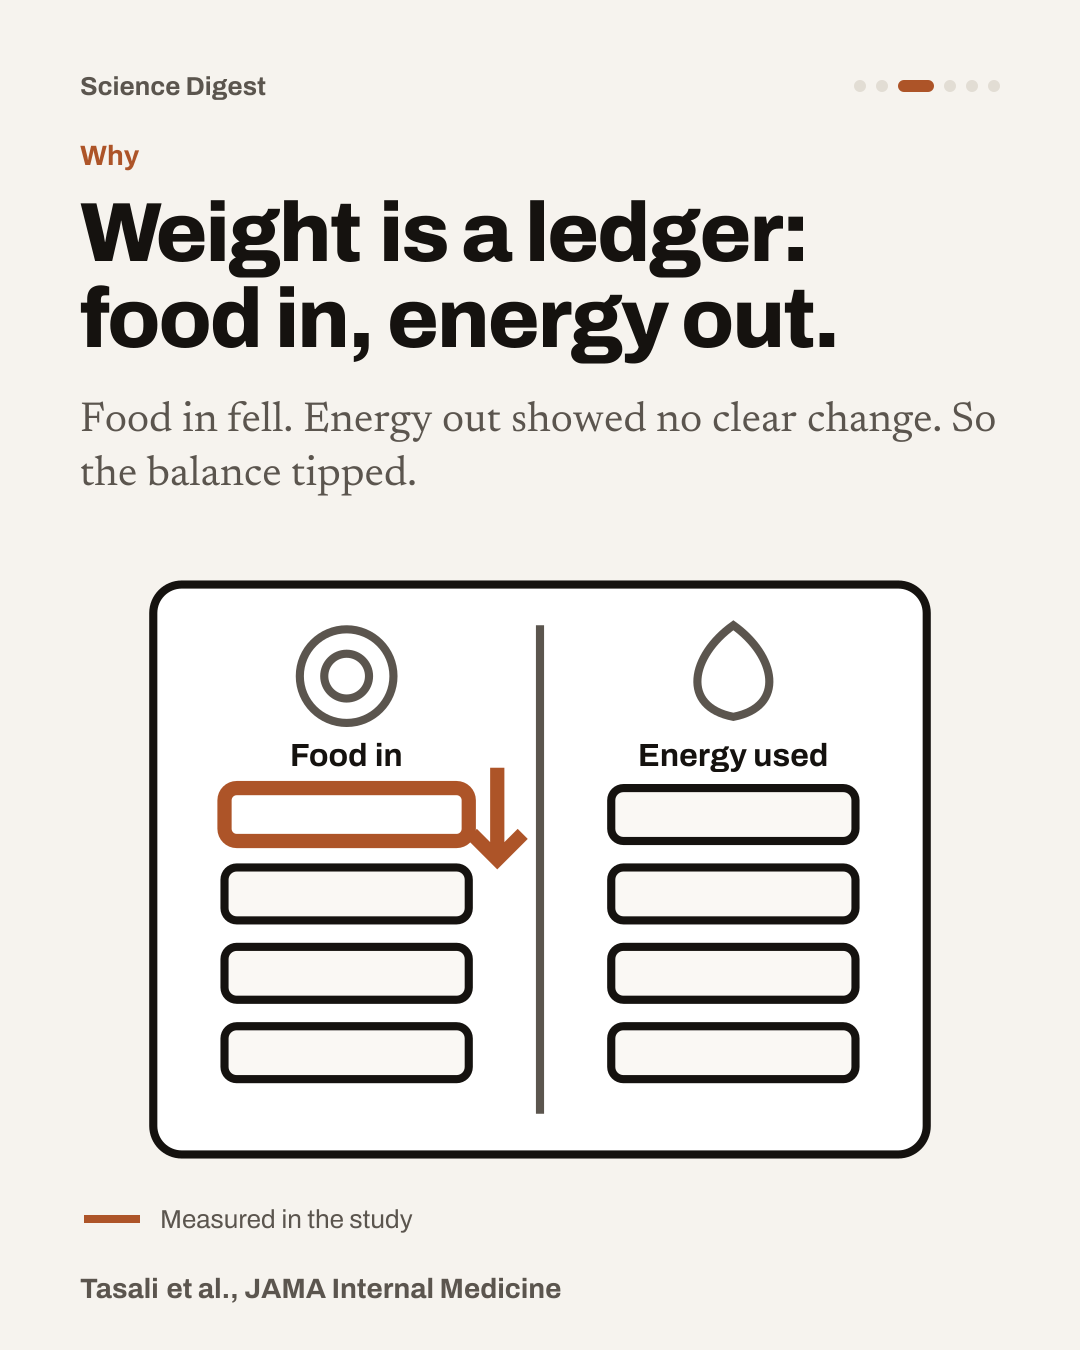 Science Digest
Why
Weight is a ledger:
food in, energy out.
Food in fell. Energy out showed no clear change. So
the balance tipped.
Food in
Energy used
Measured in the study
Tasali et al., JAMA Internal Medicine